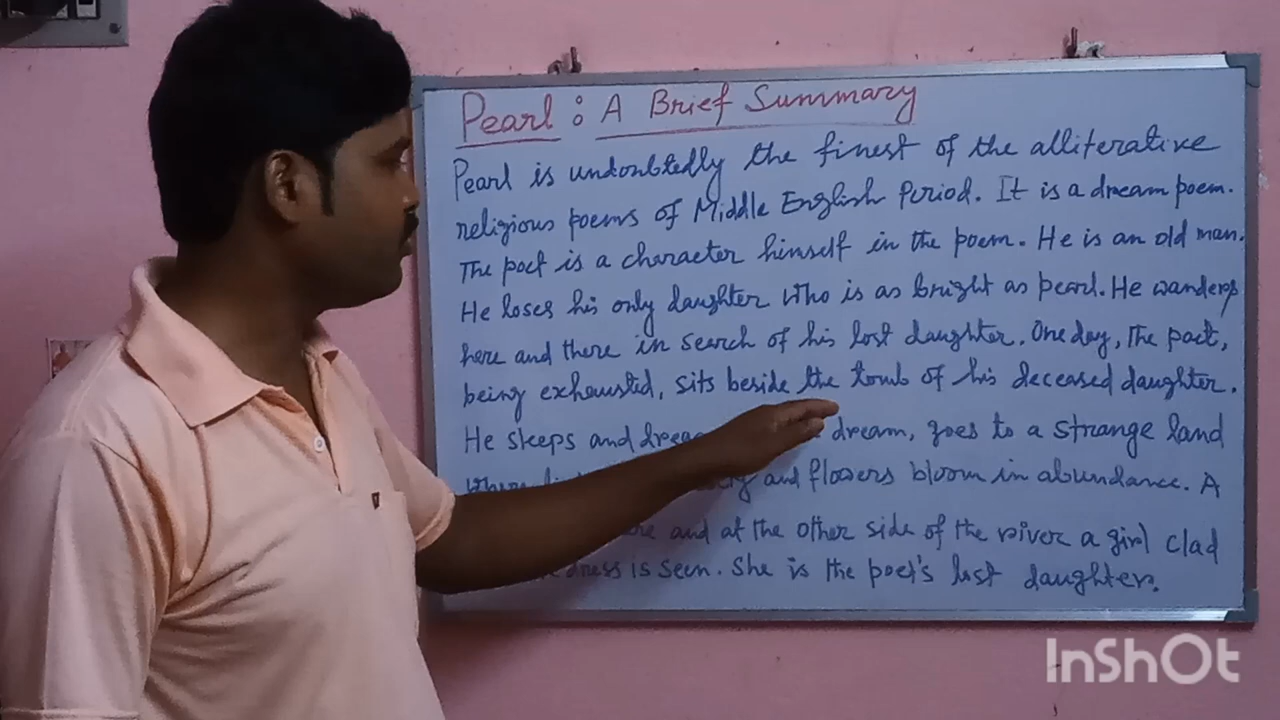 Pearl : A Brief Summary
Pearl is undoubtedly the finest of the alliterative
religious poems of Middle English Period. It is a dream poem.
The poet is a character himself in the poem. He is an old man.
He loses his only daughter who is as bright as pearl. He wanders
here and there in search of his lost daughter. One day, the poet,
being exhausted, sits beside the tomb of his deceased daughter.
He sleeps and dream, goes to a strange land
and flowers bloom in abundance. A
and at the other side of the river a girl clad
dress is seen. She is the poet's lost daughter.
InShOt